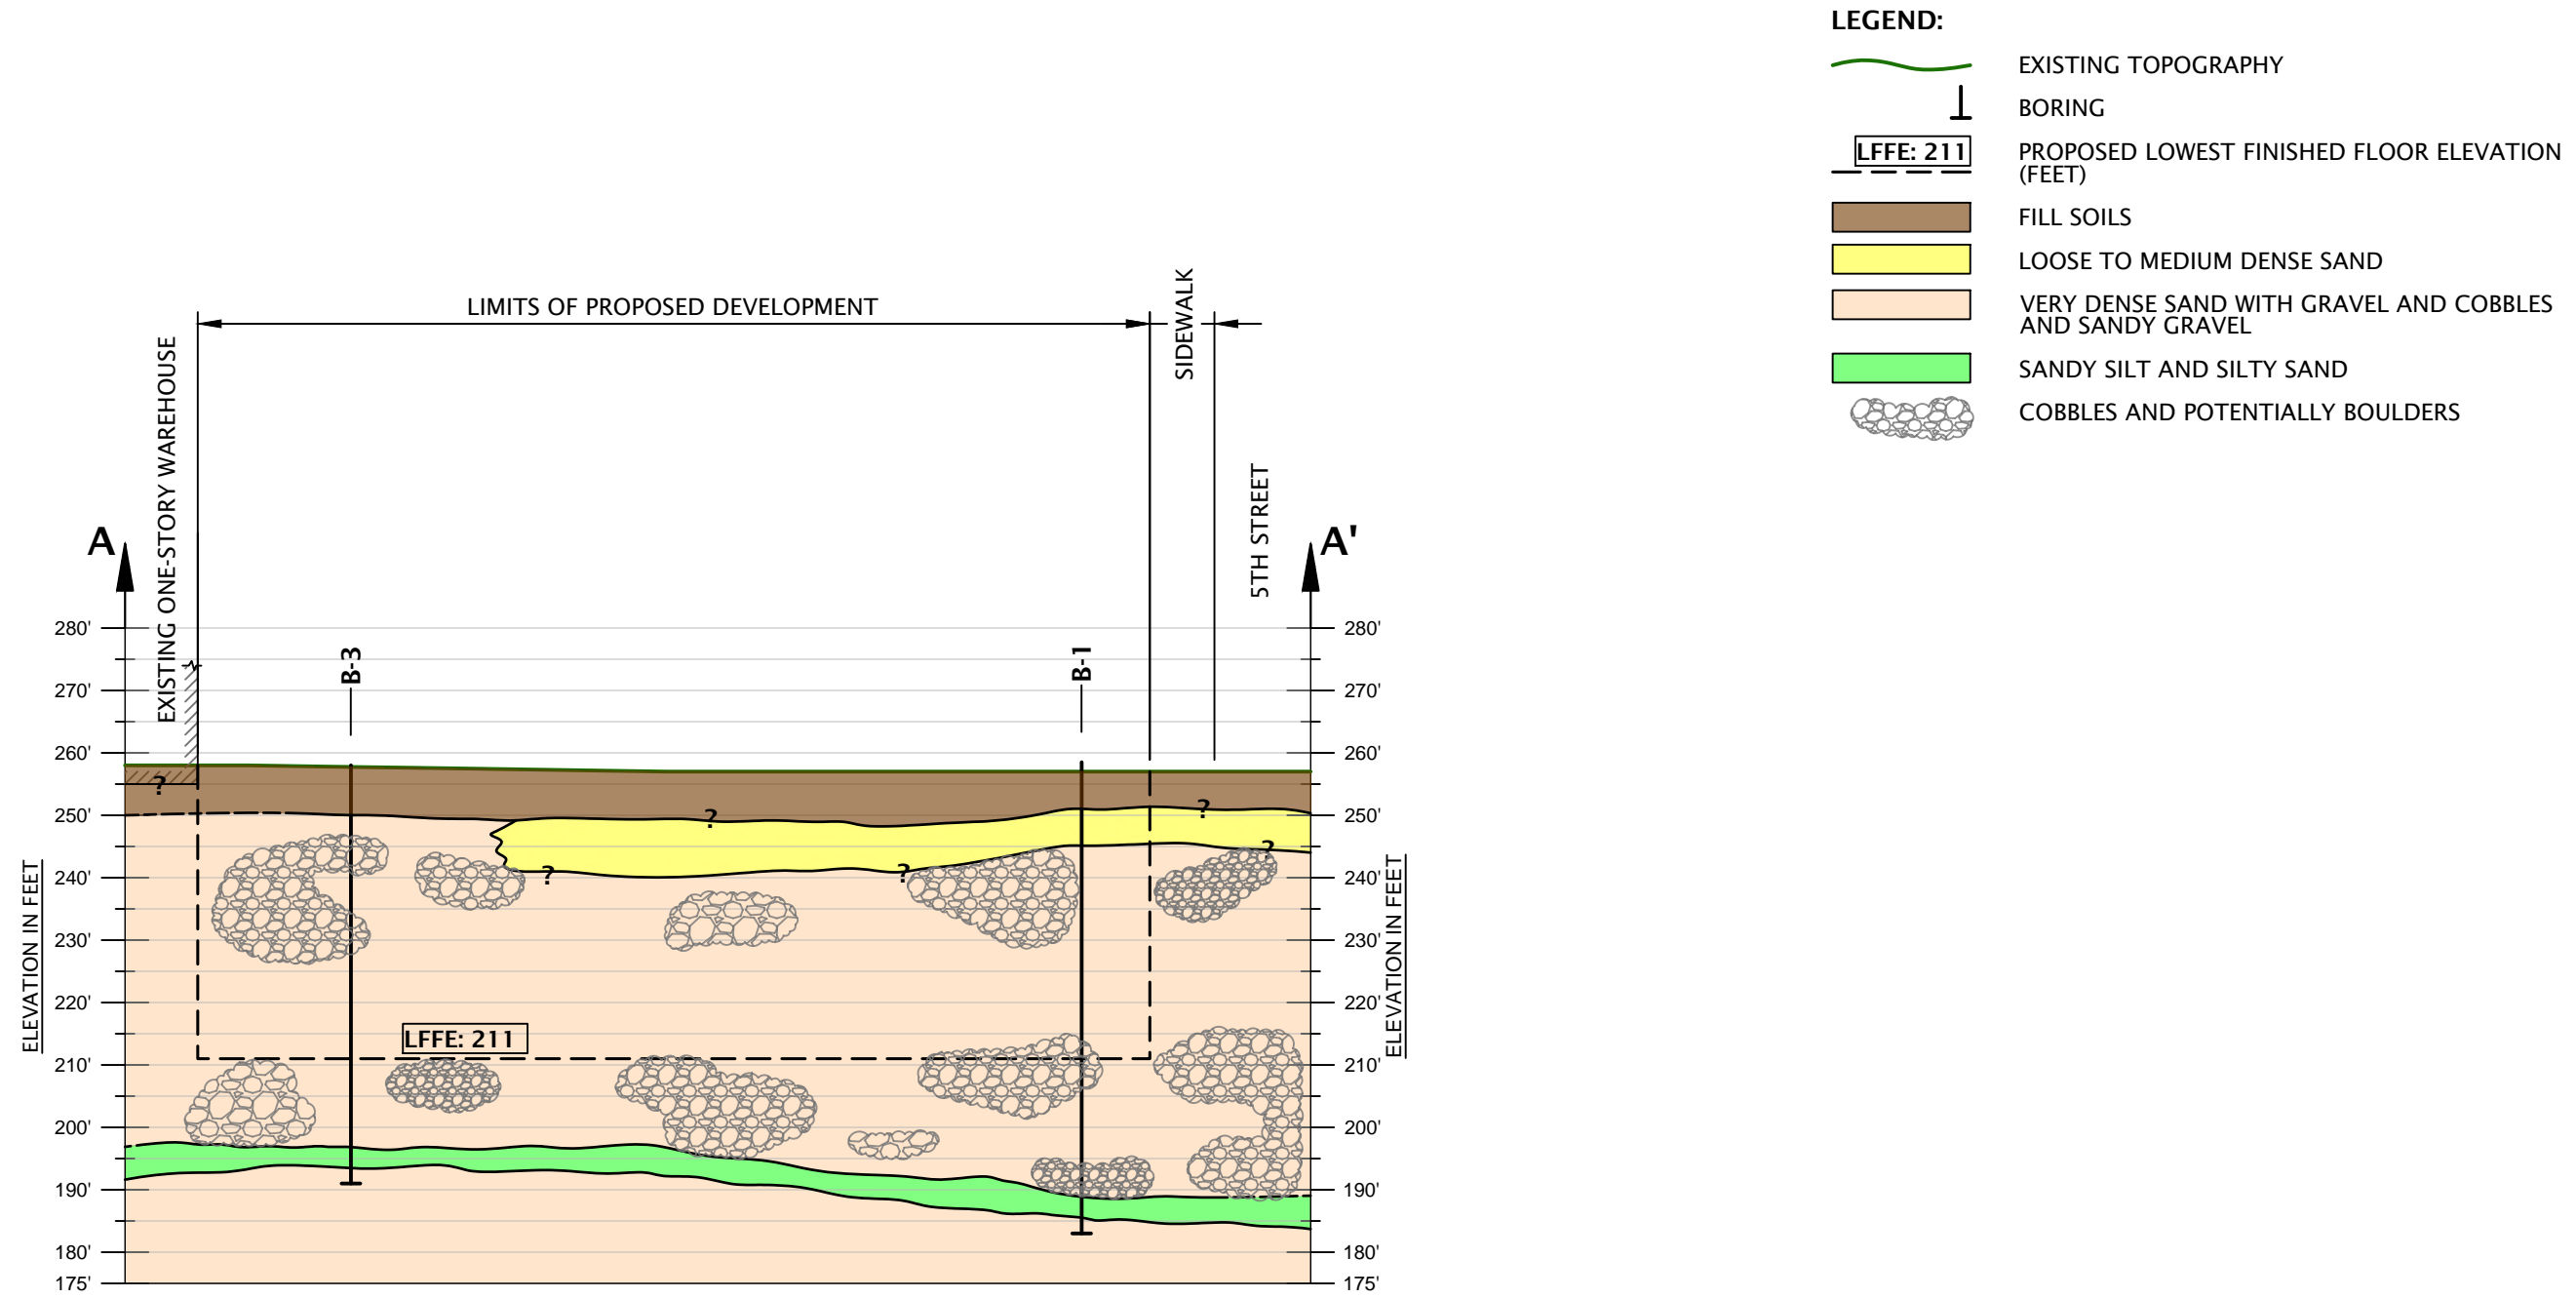 LEGEND:
EXISTING TOPOGRAPHY
BORING
LFFE: 211
PROPOSED LOWEST FINISHED FLOOR ELEVATION
(FEET)
FILL SOILS
LOOSE TO MEDIUM DENSE SAND
VERY DENSE SAND WITH GRAVEL AND COBBLES
AND SANDY GRAVEL
SANDY SILT AND SILTY SAND
COBBLES AND POTENTIALLY BOULDERS
LIMITS OF PROPOSED DEVELOPMENT
SIDEWALK
EXISTING ONE-STORY WAREHOUSE
5TH STREET
A
A'
B-3
B-1
280'
270'
260'
250'
240'
230'
220'
210'
200'
190'
180'
175'
ELEVATION IN FEET
?
?
?
?
?
?
LFFE: 211
280'
270'
260'
250'
240'
230'
220'
210'
200'
190'
180'
175'
ELEVATION IN FEET